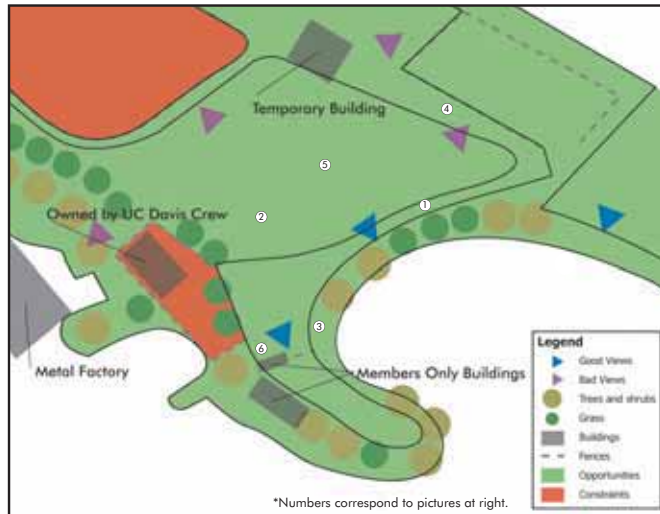 Temporary Building
4
5
1
2
Owned by UC Davis Crew
3
6
Metal Factory
Members Only Buildings
Legend
Good Views
Bad Views
Trees and shrubs
Grass
Buildings
Fences
Opportunities
Constraints
*Numbers correspond to pictures at right.